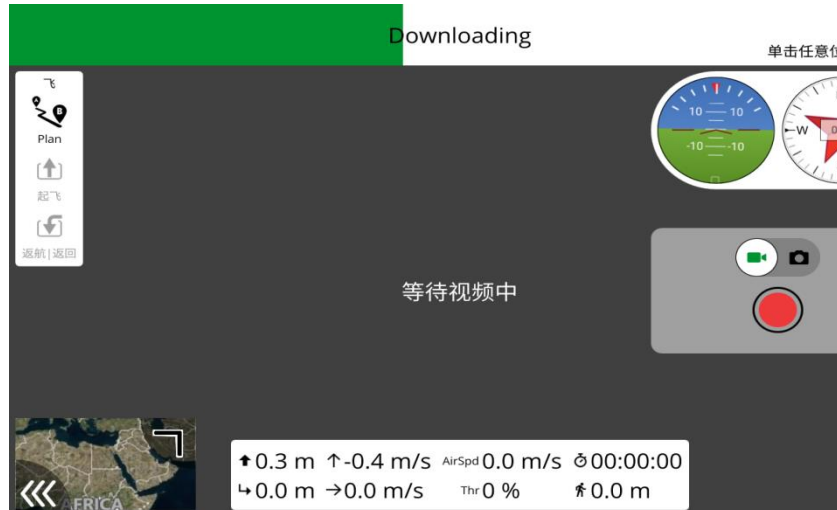 Downloading
单击任意位
飞
Plan
起飞
返航|返回
10 10
-10 -10
W
等待视频中
0.3 m -0.4 m/s AirSpd 0.0 m/s 00:00:00
0.0 m 0.0 m/s Thr 0 % 0.0 m
AFRICA